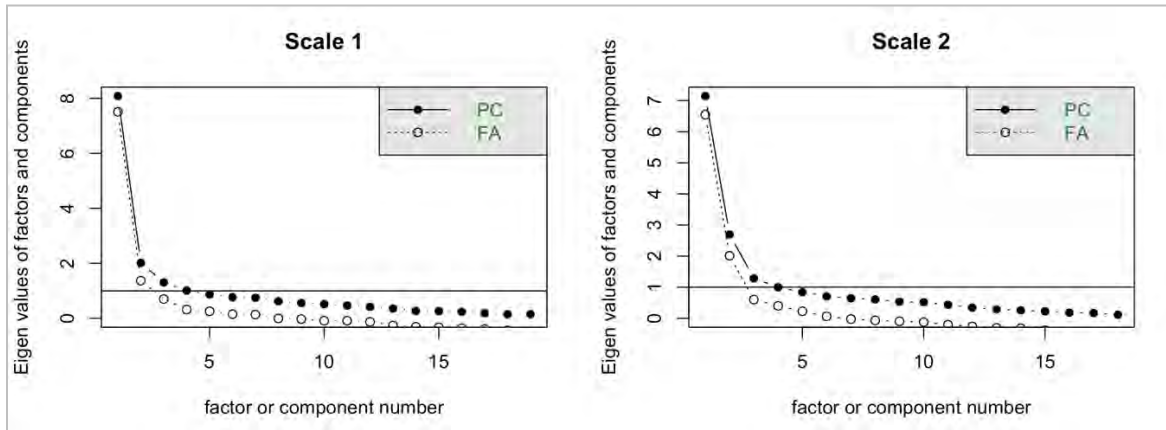 Scale 1
Eigen values of factors and components
8
6
4
2
0
PC
FA
5
10
15
factor or component number
Scale 2
Eigen values of factors and components
7
6
5
4
3
2
1
0
PC
FA
5
10
15
factor or component number